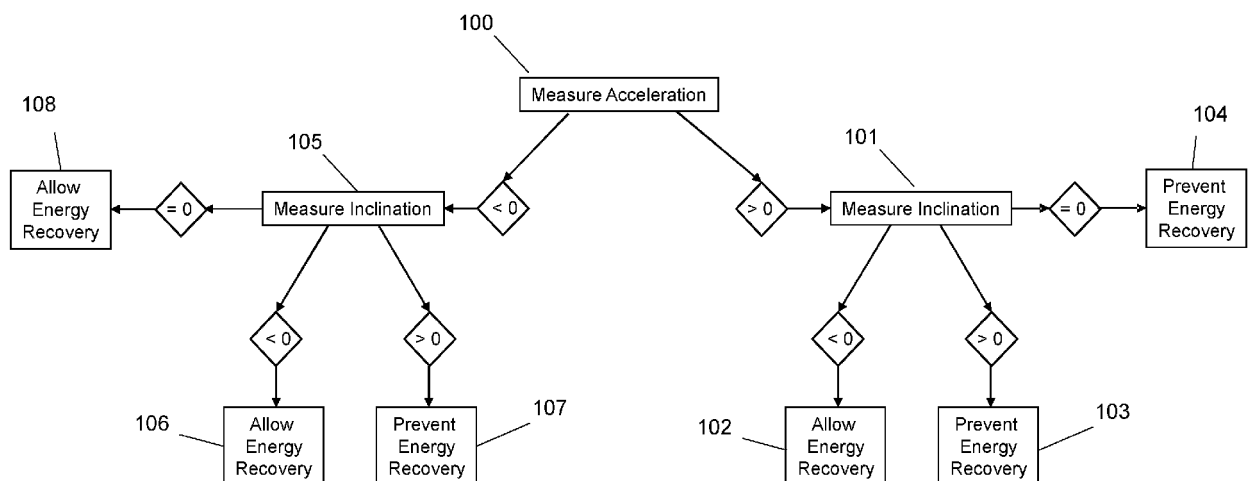 100
Measure Acceleration
108
105
101
104
Allow
Energy
Recovery
= 0
Measure Inclination
< 0
> 0
Measure Inclination
= 0
Prevent
Energy
Recovery
< 0
> 0
< 0
> 0
106
Allow
Energy
Recovery
Prevent
Energy
Recovery
107
102
Allow
Energy
Recovery
Prevent
Energy
Recovery
103